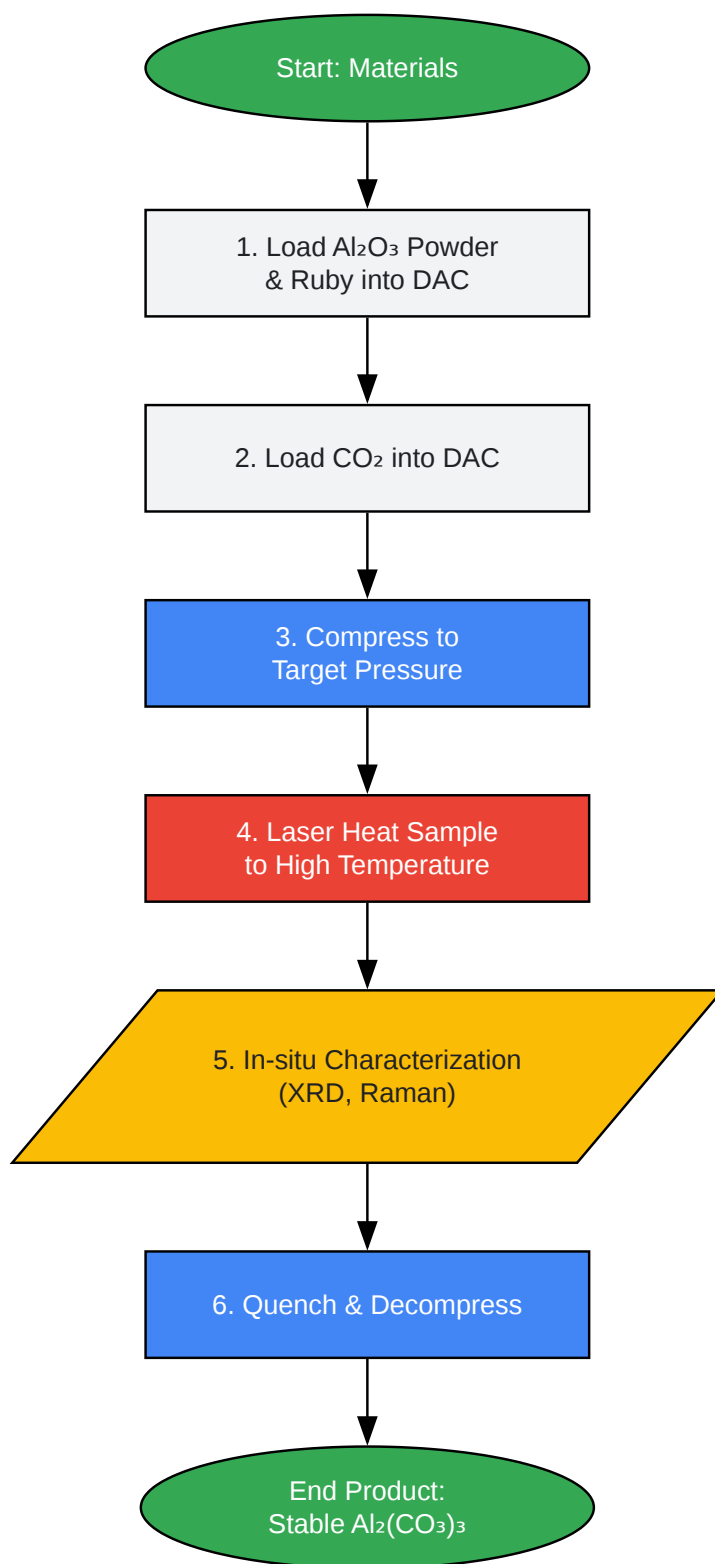 Start: Materials
1. Load Al₂O₃ Powder
& Ruby into DAC
2. Load CO₂ into DAC
3. Compress to
Target Pressure
4. Laser Heat Sample
to High Temperature
5. In-situ Characterization
(XRD, Raman)
6. Quench & Decompress
End Product:
Stable Al₂(CO₃)₃